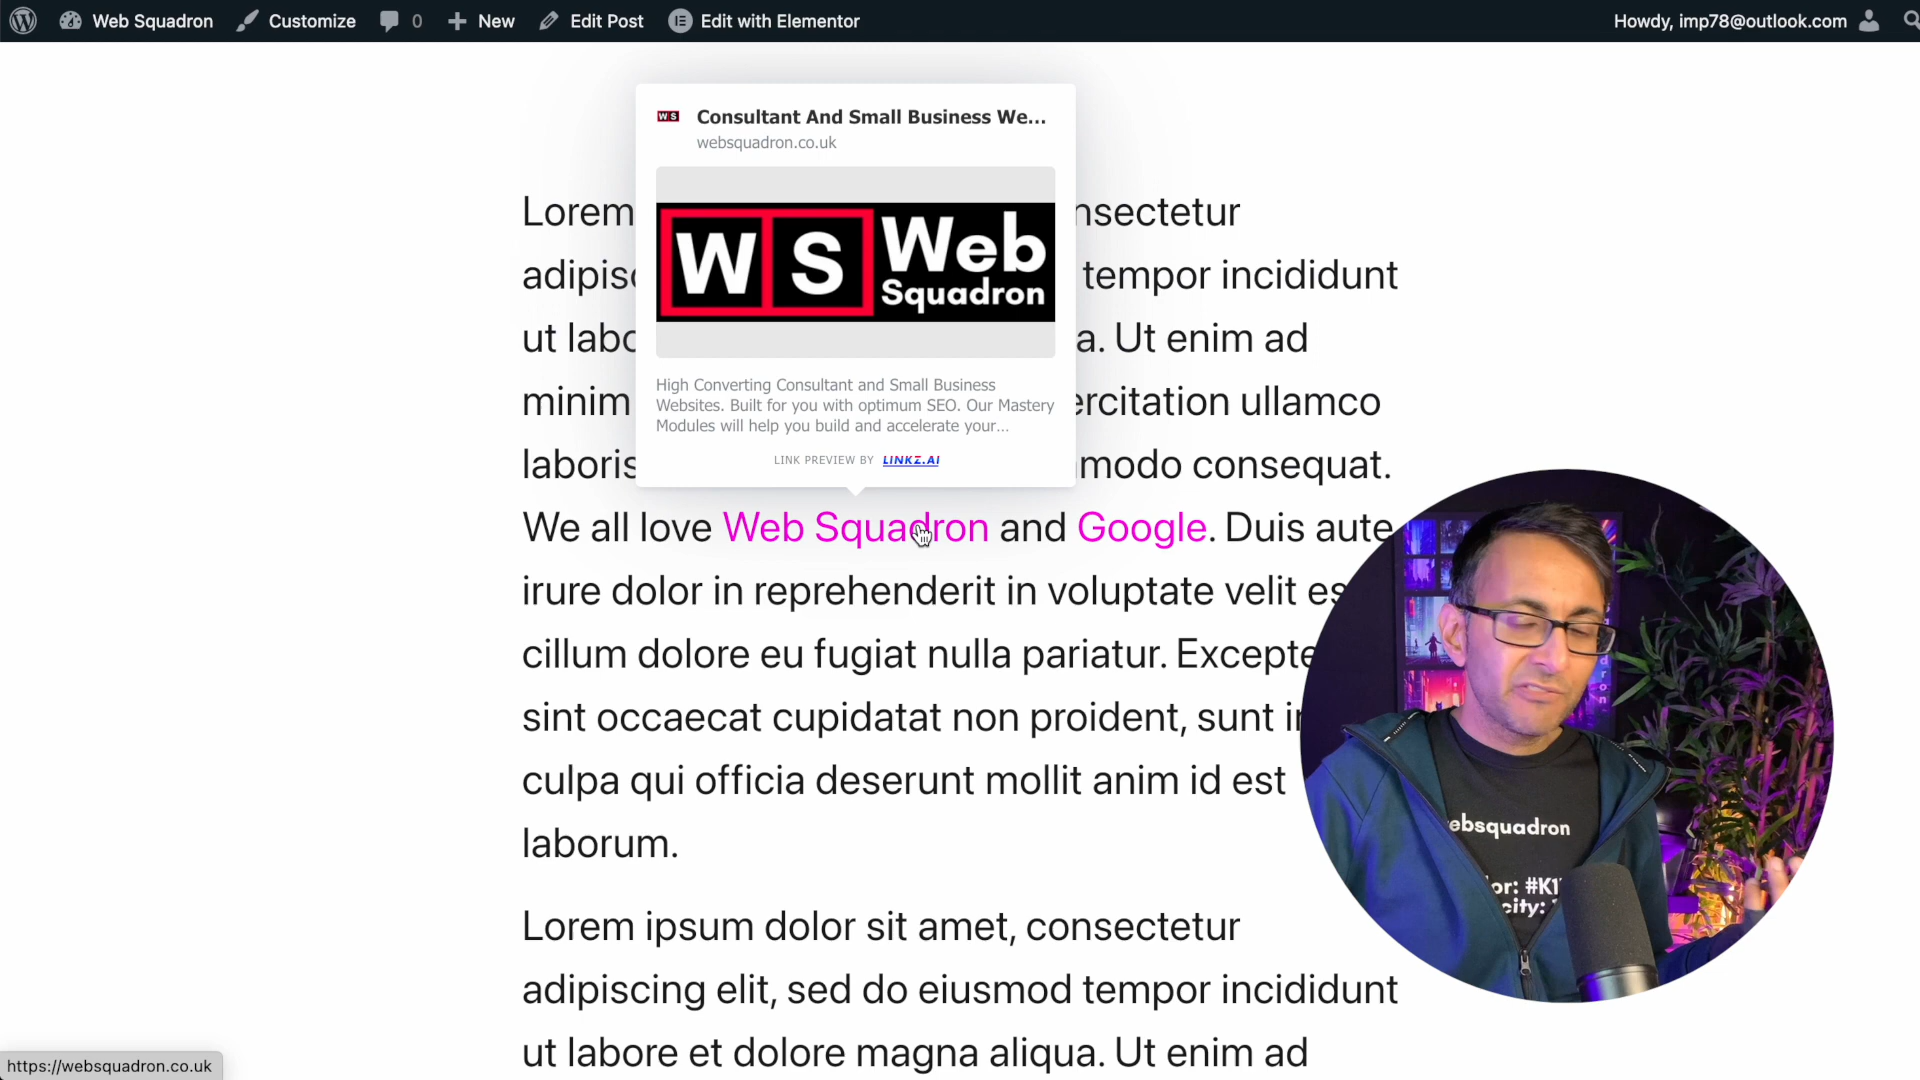 Web Squadron
Customize
0
New
Edit Post
Edit with Elementor
Howdy, imp78@outlook.com
WS
Consultant And Small Business We...
websquadron.co.uk
W S Web
Squadron
High Converting Consultant and Small Business
Websites. Built for you with optimum SEO. Our Mastery
Modules will help you build and accelerate your...
LINK PREVIEW BY LINKZ.AI
Lorem nsectetur
adipisc tempor incididunt
ut labo a. Ut enim ad
minim ercitation ullamco
laboris modo consequat.
We all love Web Squadron and Google. Duis aute
irure dolor in reprehenderit in voluptate velit es
cillum dolore eu fugiat nulla pariatur. Excepte
sint occaecat cupidatat non proident, sunt in
culpa qui officia deserunt mollit anim id est
laborum.
Lorem ipsum dolor sit amet, consectetur
adipiscing elit, sed do eiusmod tempor incididunt
ut labore et dolore magna aliqua. Ut enim ad
ebsquadron
or: #K1
city:
https://websquadron.co.uk